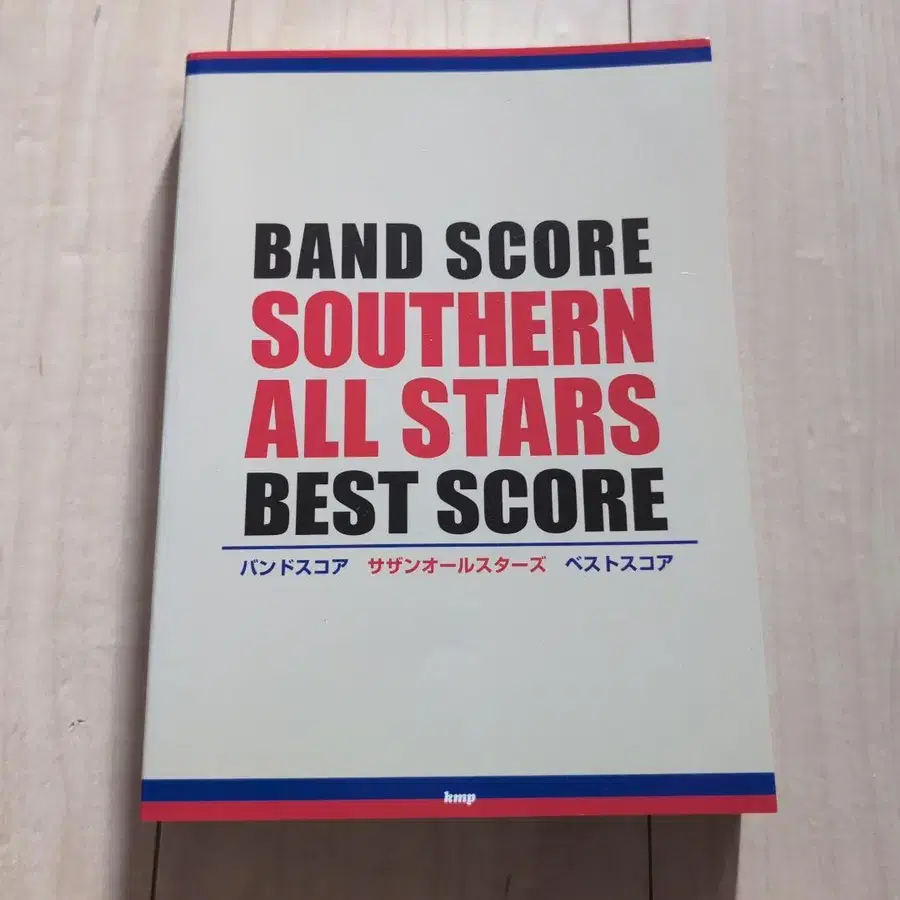 BAND SCORE
SOUTHERN
ALL STARS
BEST SCORE
バンドスコア サザンオールスターズ ベストスコア
kmp